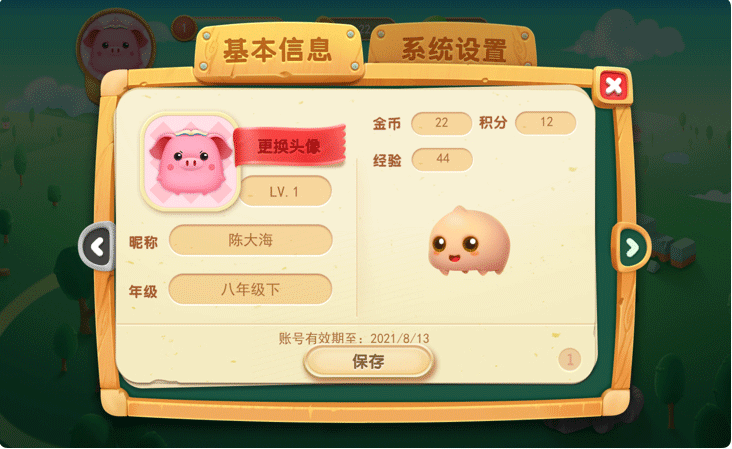 基本信息
系统设置
更换头像
LV.1
昵称 陈大海
年级 八年级下
金币 22 积分 12
经验 44
账号有效期至: 2021/8/13
保存
1